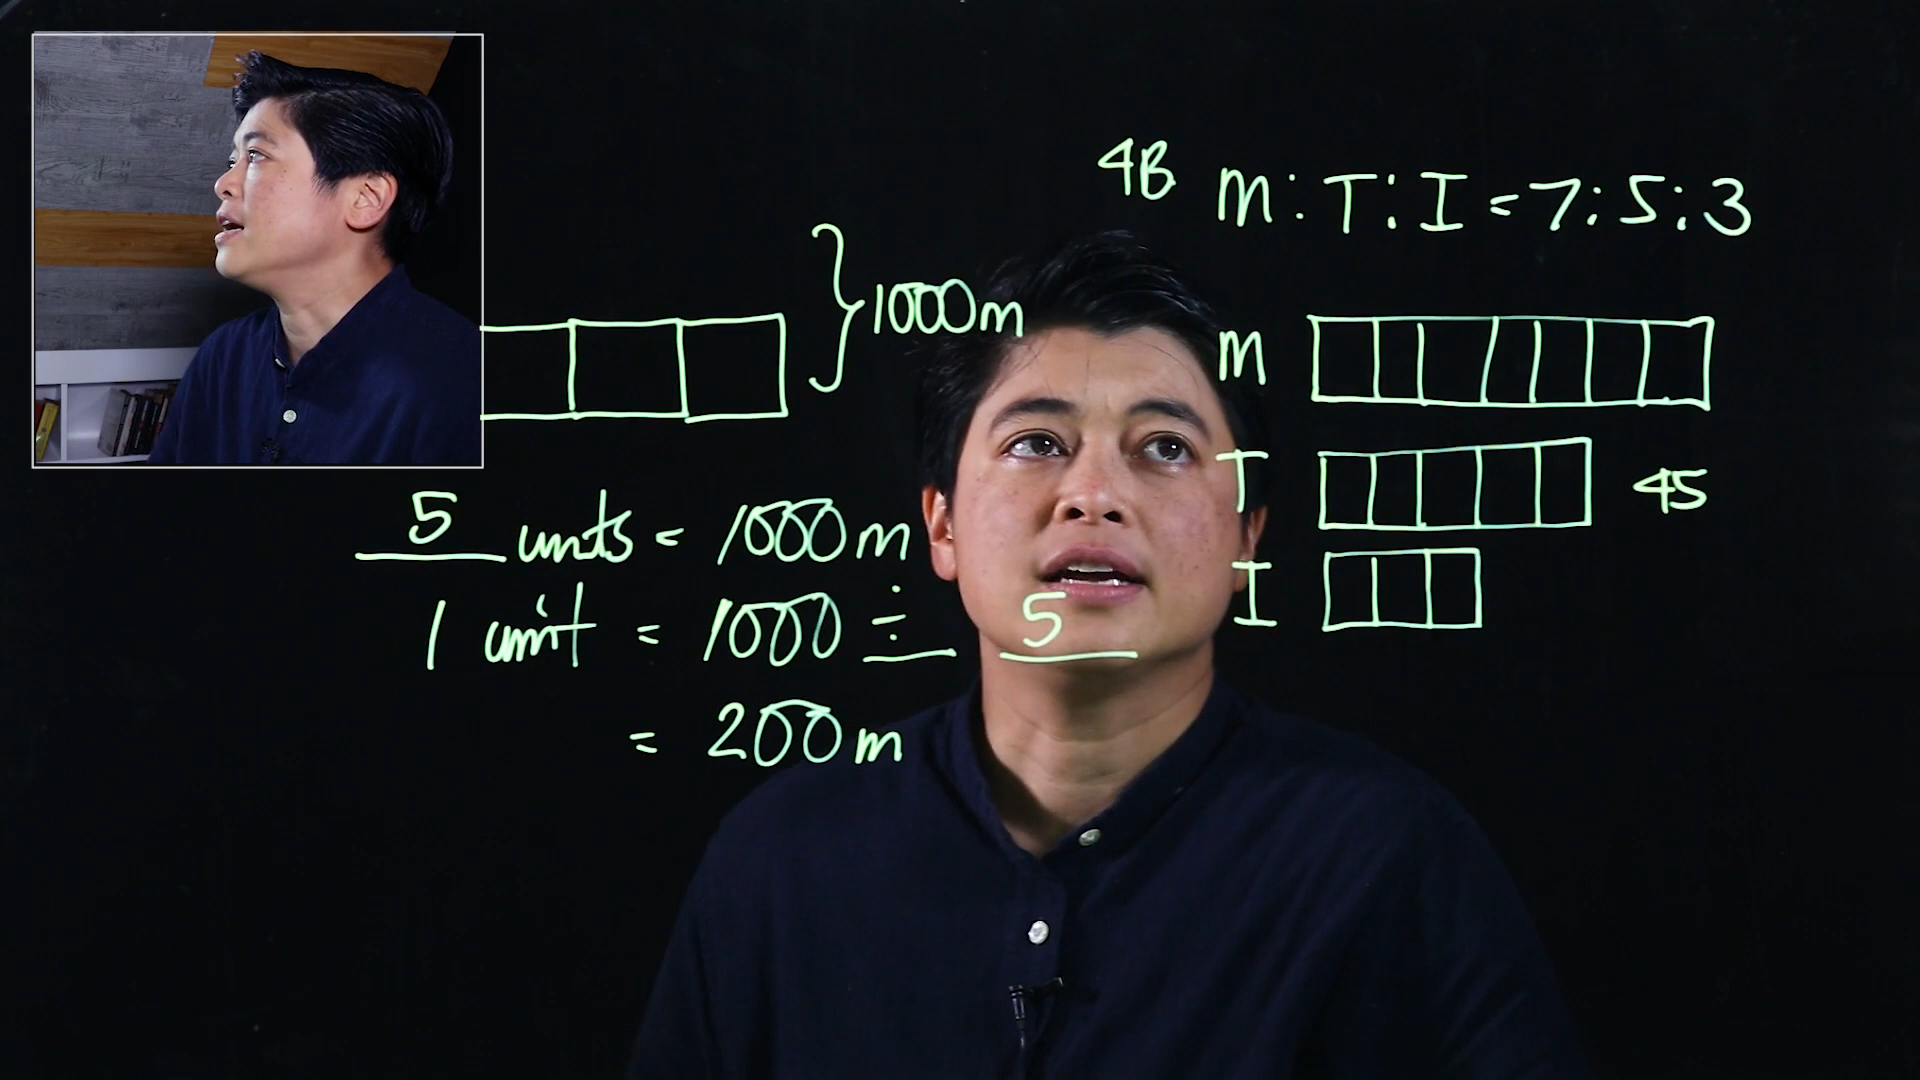 1000m
5 units = 1000m
1 unit = 1000 ÷ 5
= 200m
4B m : T : I = 7 : 5 : 3
m
T 45
I